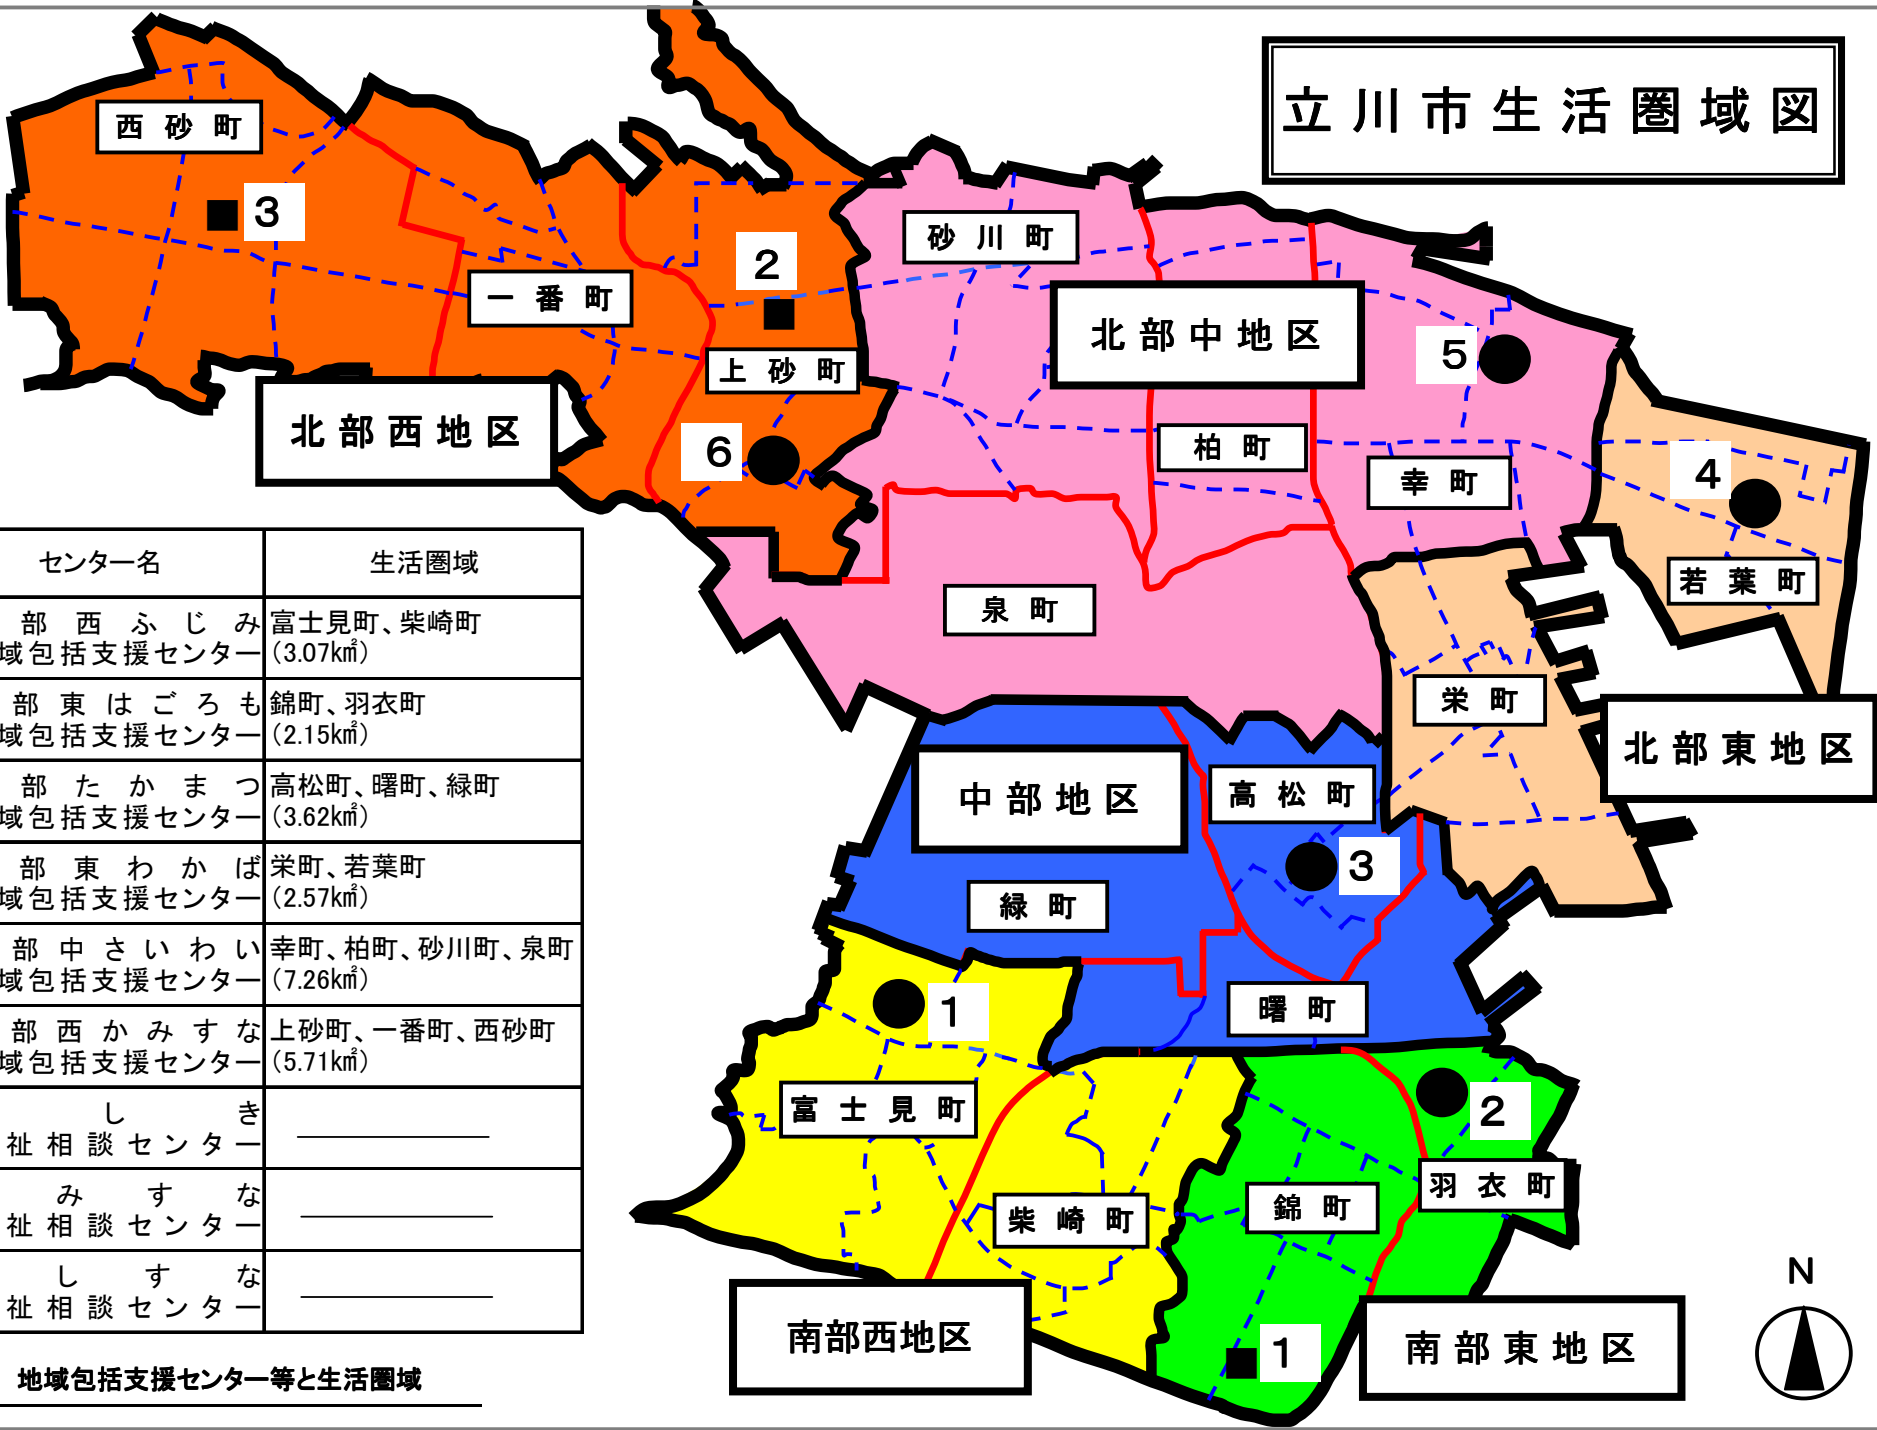 立川市生活圏域図
西砂町
3
一番町
2
上砂町
6
北部西地区
砂川町
北部中地区
5
柏町
幸町
4
若葉町
泉町
栄町
北部東地区
中部地区
高松町
3
緑町
曙町
1
富士見町
柴崎町
南部西地区
2
羽衣町
錦町
1
南部東地区
N
センター名 生活圏域
部西ふじみ 富士見町、柴崎町
域包括支援センター (3.07㎢)
部東はごろも 錦町、羽衣町
域包括支援センター (2.15㎢)
部たかまつ 高松町、曙町、緑町
域包括支援センター (3.62㎢)
部東わかば 栄町、若葉町
域包括支援センター (2.57㎢)
部中さいわい 幸町、柏町、砂川町、泉町
域包括支援センター (7.26㎢)
部西かみすな 上砂町、一番町、西砂町
域包括支援センター (5.71㎢)
しき
祉相談センター
みすな
祉相談センター
しすな
祉相談センター
地域包括支援センター等と生活圏域